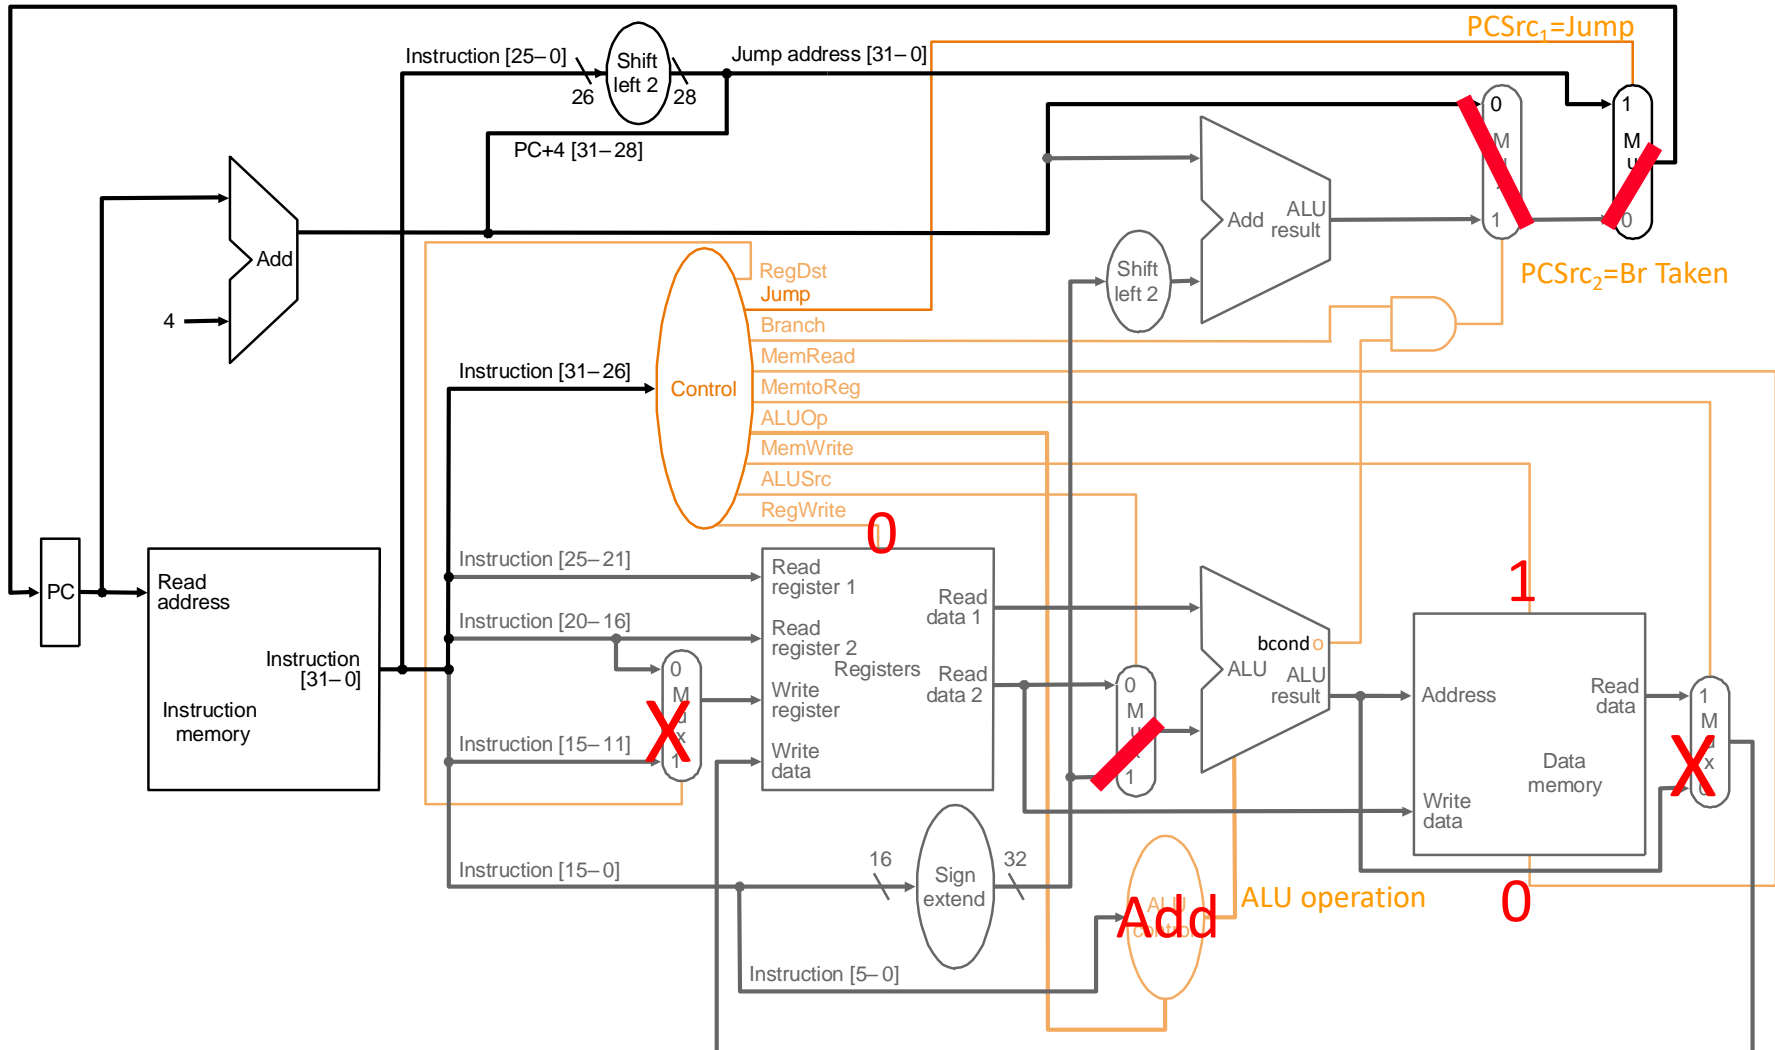 PCSrc1=Jump
Instruction [25–0]
Shift
left 2
Jump address [31–0]
26
28
0
M
1
1
M
u
0
PC+4 [31–28]
Add
ALU
result
Add
4
Shift
left 2
PCSrc2=Br Taken
RegDst
Jump
Branch
MemRead
MemtoReg
ALUOp
MemWrite
ALUSrc
RegWrite
Instruction [31–26]
Control
0
PC
Read
address
Instruction
[31–0]
Instruction
memory
Instruction [25–21]
Instruction [20–16]
Instruction [15–11]
0
M
u
x
1
X
Read
register 1
Read
register 2
Registers
Write
register
Write
data
Read
data 1
Read
data 2
0
M
u
1
bcond
ALU
ALU
result
1
Address
Read
data
Data
memory
Write
data
1
M
u
x
0
X
0
Instruction [15–0]
16
Sign
extend
32
ALU
control
Add
ALU operation
Instruction [5–0]